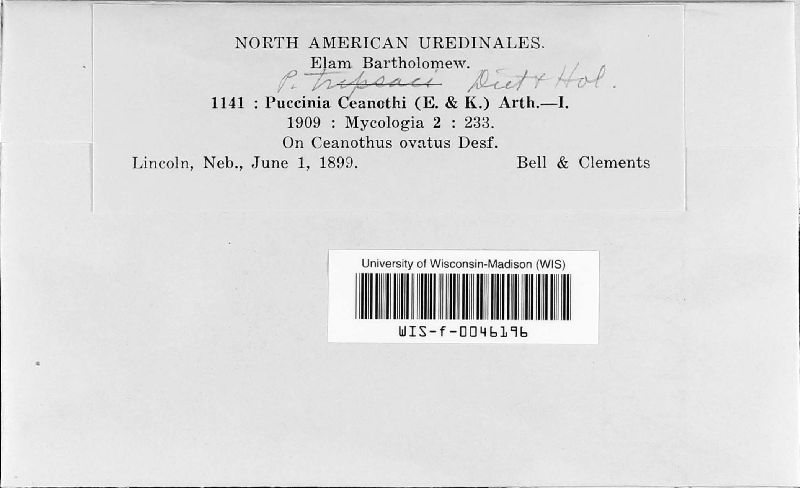 NORTH AMERICAN UREDINALES.
Elam Bartholomew.
P. tripsaci Diet & Hol.
1141 : Puccinia Ceanothi (E. & K.) Arth.—I.
1909 : Mycologia 2 : 233.
On Ceanothus ovatus Desf.
Lincoln, Neb., June 1, 1899. Bell & Clements
University of Wisconsin-Madison (WIS)
WIS-f-0046196